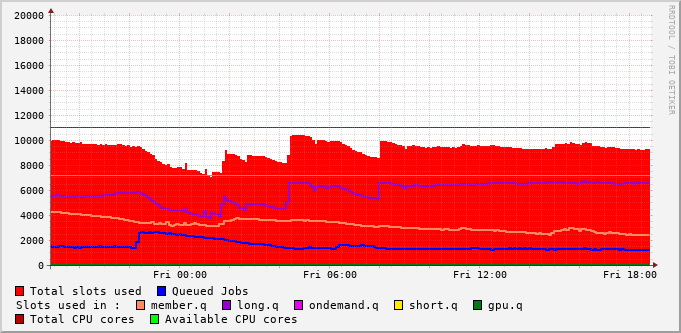 RRDTOOL / TOBI OETIKER
20000
18000
16000
14000
12000
10000
8000
6000
4000
2000
0
Fri 00:00 Fri 06:00 Fri 12:00 Fri 18:00
Total slots used Queued Jobs
Slots used in : member.q long.q ondemand.q short.q gpu.q
Total CPU cores Available CPU cores